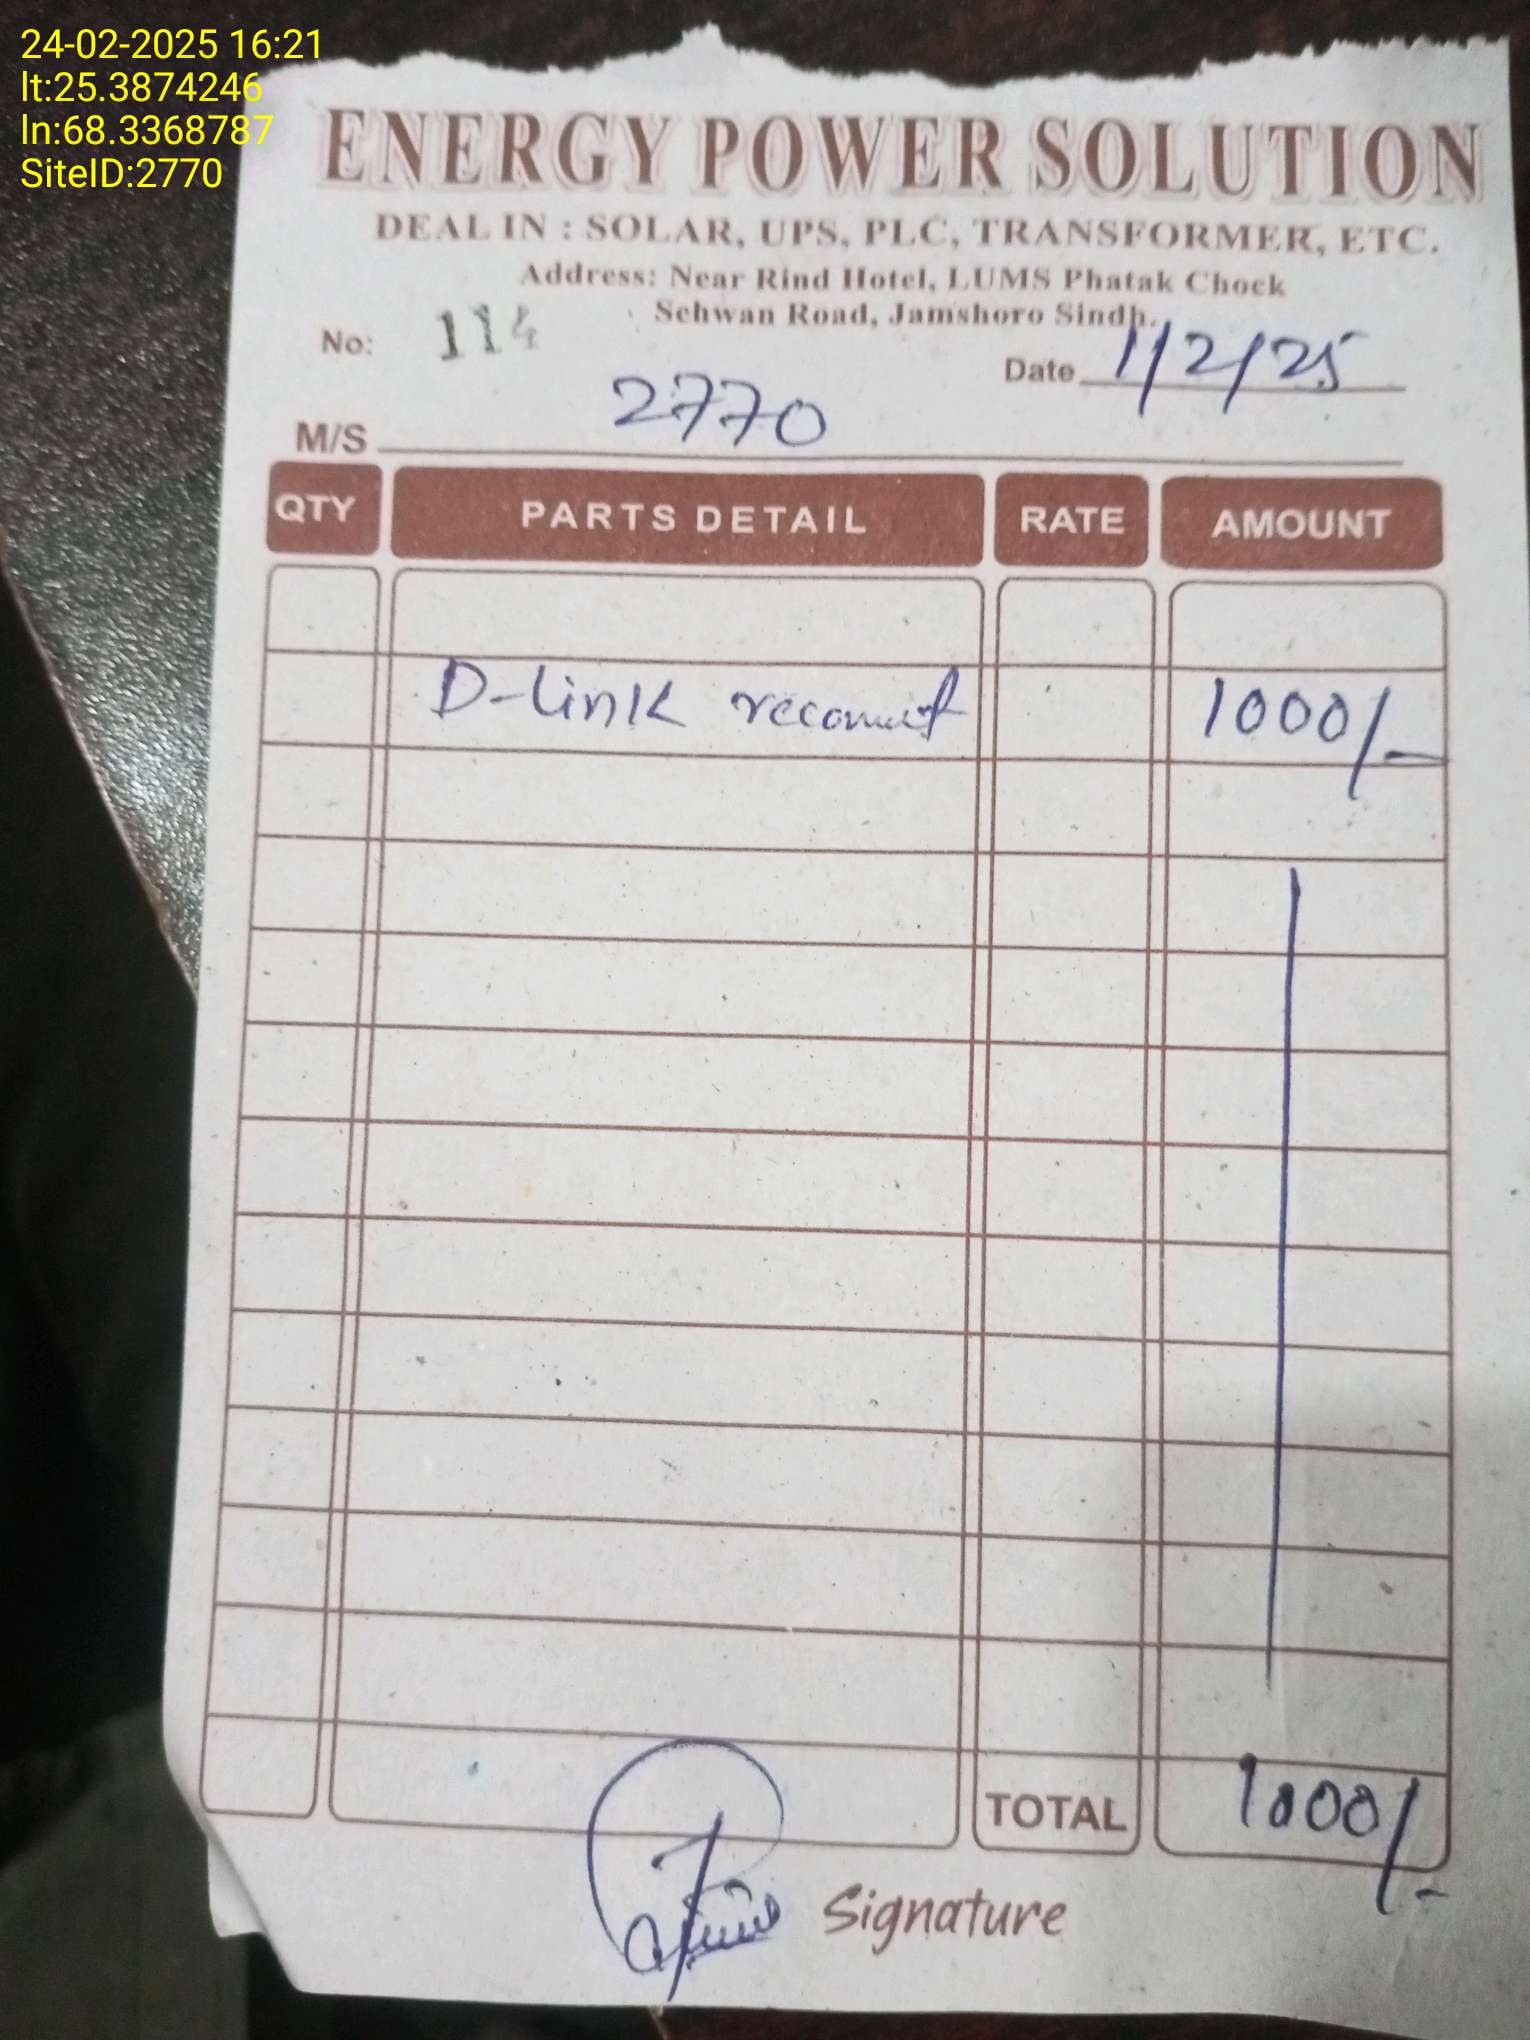 24-02-2025 16:21
lt:25.3874246
ln:68.3368787
SiteID:2770
ENERGY POWER SOLUTION
DEAL IN : SOLAR, UPS, PLC, TRANSFORMER, ETC.
Address: Near Rind Hotel, LUMS Phatak Chock
Sehwan Road, Jamshoro Sindh.
No: 114
Date 1/2/25
M/S 2770
QTY PARTS DETAIL RATE AMOUNT
D-Link 1000/-
TOTAL 1000/-
Signature